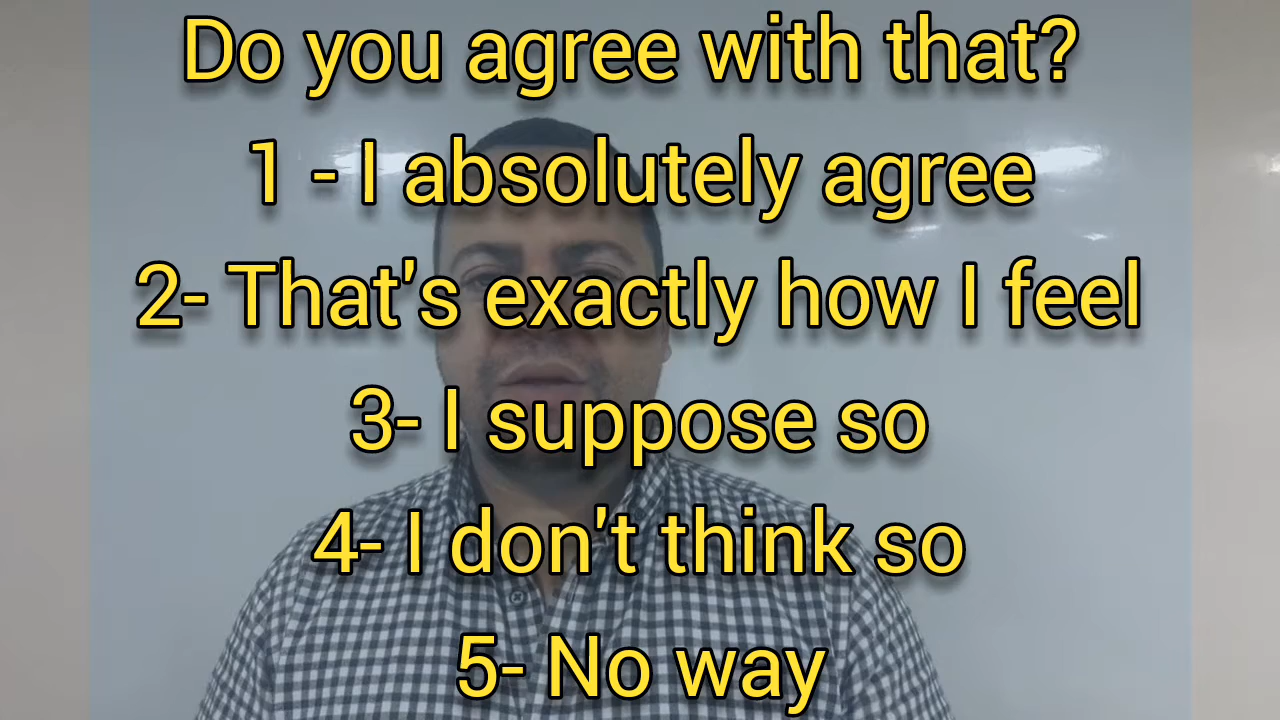 Do you agree with that?
1 - I absolutely agree
2- That's exactly how I feel
3- I suppose so
4- I don't think so
5- No way